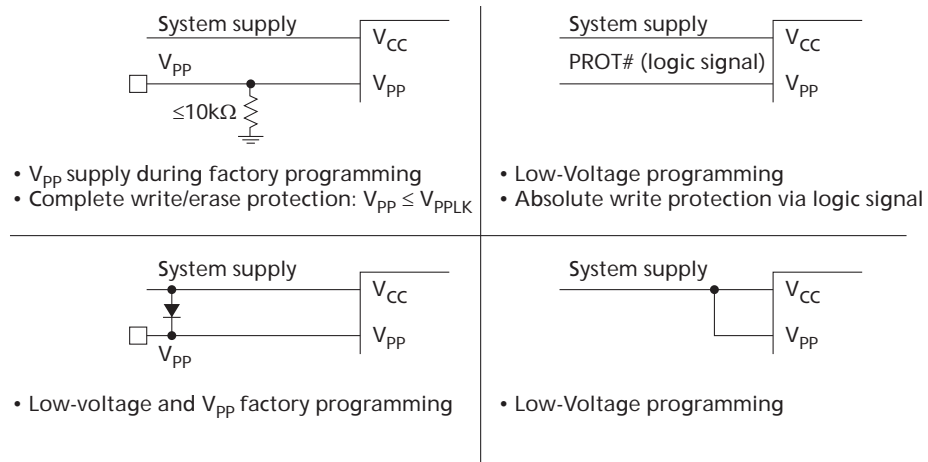 System supply
V_CC
V_PP
V_PP
≤10kΩ
• V_PP supply during factory programming
• Complete write/erase protection: V_PP ≤ V_PPLK
System supply
V_CC
PROT# (logic signal)
V_PP
• Low-Voltage programming
• Absolute write protection via logic signal
System supply
V_CC
V_PP
V_PP
• Low-voltage and V_PP factory programming
System supply
V_CC
V_PP
• Low-Voltage programming